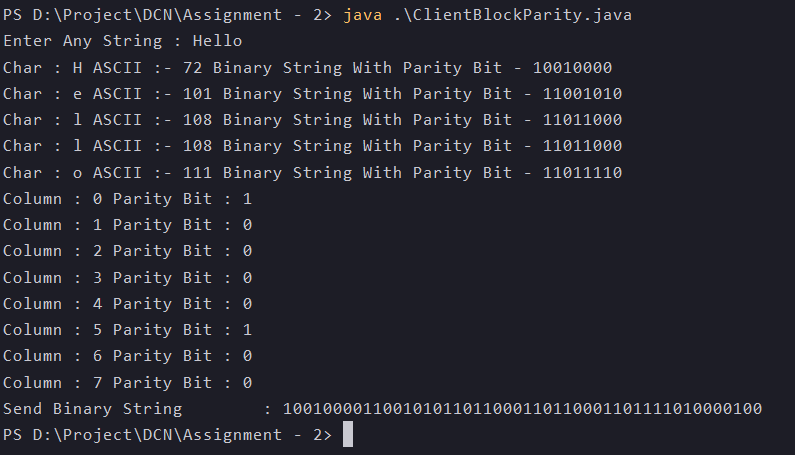 PS D:\Project\DCN\Assignment - 2> java .\ClientBlockParity.java
Enter Any String : Hello
Char : H ASCII :- 72 Binary String With Parity Bit - 10010000
Char : e ASCII :- 101 Binary String With Parity Bit - 11001010
Char : l ASCII :- 108 Binary String With Parity Bit - 11011000
Char : l ASCII :- 108 Binary String With Parity Bit - 11011000
Char : o ASCII :- 111 Binary String With Parity Bit - 11011110
Column : 0 Parity Bit : 1
Column : 1 Parity Bit : 0
Column : 2 Parity Bit : 0
Column : 3 Parity Bit : 0
Column : 4 Parity Bit : 0
Column : 5 Parity Bit : 1
Column : 6 Parity Bit : 0
Column : 7 Parity Bit : 0
Send Binary String : 100100001100101011011000110110001101111010000100
PS D:\Project\DCN\Assignment - 2>